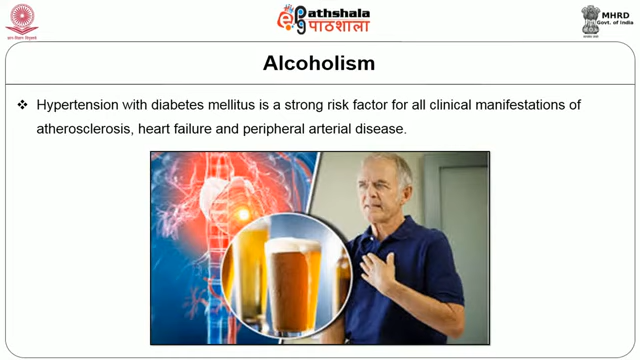 ePathshala
पाठशाला
MHRD
Govt. of India
Alcoholism
❖ Hypertension with diabetes mellitus is a strong risk factor for all clinical manifestations of
atherosclerosis, heart failure and peripheral arterial disease.